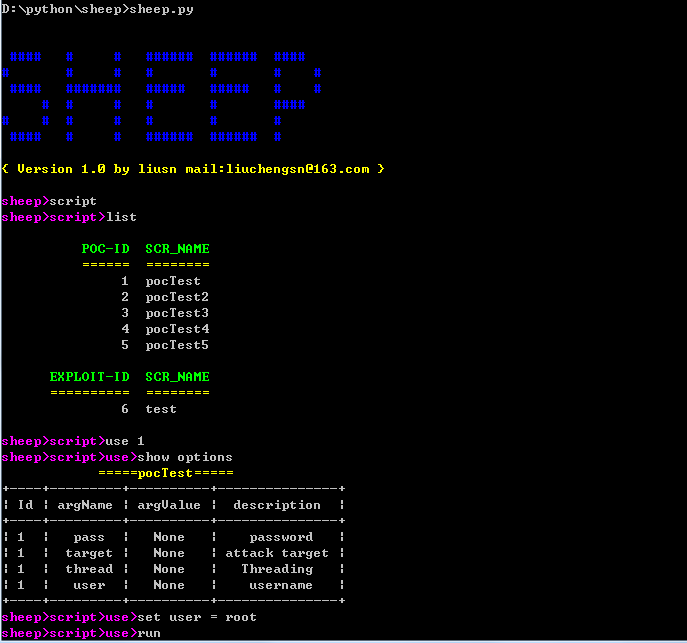 D:\python\sheep>sheep.py
SHEEP
{ Version 1.0 by liusn mail:liuchengsn@163.com }
sheep>script
sheep>script>list
POC-ID SCR_NAME
====== ========
1 pocTest
2 pocTest2
3 pocTest3
4 pocTest4
5 pocTest5
EXPLOIT-ID SCR_NAME
========== ========
6 test
sheep>script>use 1
sheep>script>use>show options
=====pocTest=====
+----+---------+----------+---------------+
| Id | argName | argValue | description |
+----+---------+----------+---------------+
| 1 | pass | None | password |
| 1 | target | None | attack target |
| 1 | thread | None | Threading |
| 1 | user | None | username |
+----+---------+----------+---------------+
sheep>script>use>set user = root
sheep>script>use>run